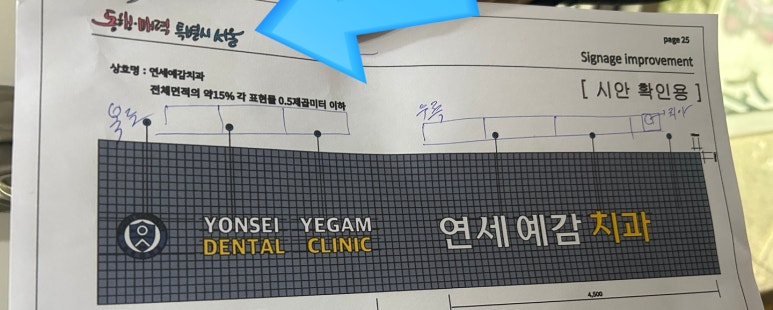 동행·매력 특별시 서울
page 25
Signage improvement
[ 시안 확인용 ]
상호명 : 연세예감치과
전체면적의 약15% 각 표현물 0.5제곱미터 이하
YONSEI YEGAM
DENTAL CLINIC
연세예감치과
4,500